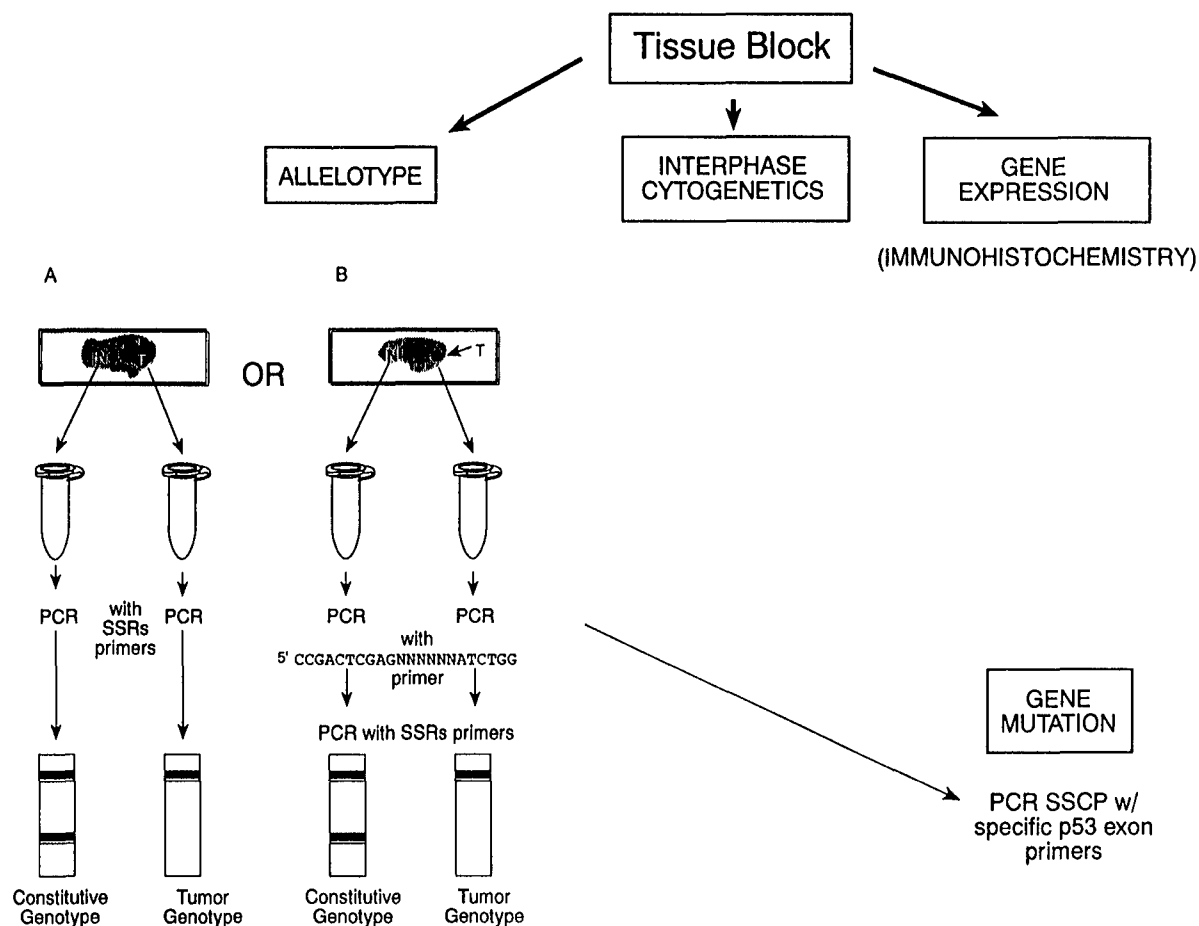 Tissue Block
ALLELOTYPE
INTERPHASE
CYTOGENETICS
GENE
EXPRESSION
(IMMUNOHISTOCHEMISTRY)
A
B
N T
OR
N
T
PCR
with
SSRs
primers
PCR
PCR
PCR
with
5' CCGACTCGAGNNNNNNATCTGG
primer
PCR with SSRs primers
Constitutive
Genotype
Tumor
Genotype
Constitutive
Genotype
Tumor
Genotype
GENE
MUTATION
PCR SSCP w/
specific p53 exon
primers